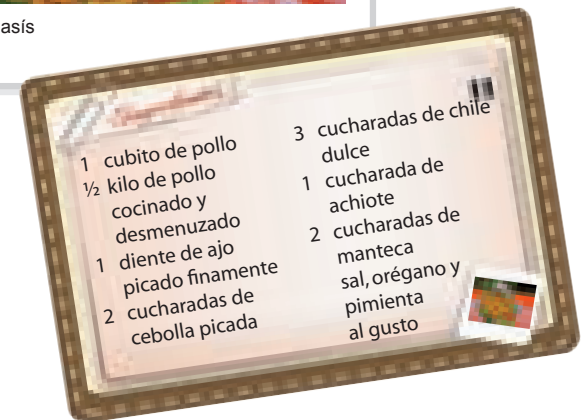 asís
1 cubito de pollo
½ kilo de pollo
cocinado y
desmenuzado
1 diente de ajo
picado finamente
2 cucharadas de
cebolla picada
3 cucharadas de chile
dulce
1 cucharada de
achiote
2 cucharadas de
manteca
sal, orégano y
pimienta
al gusto